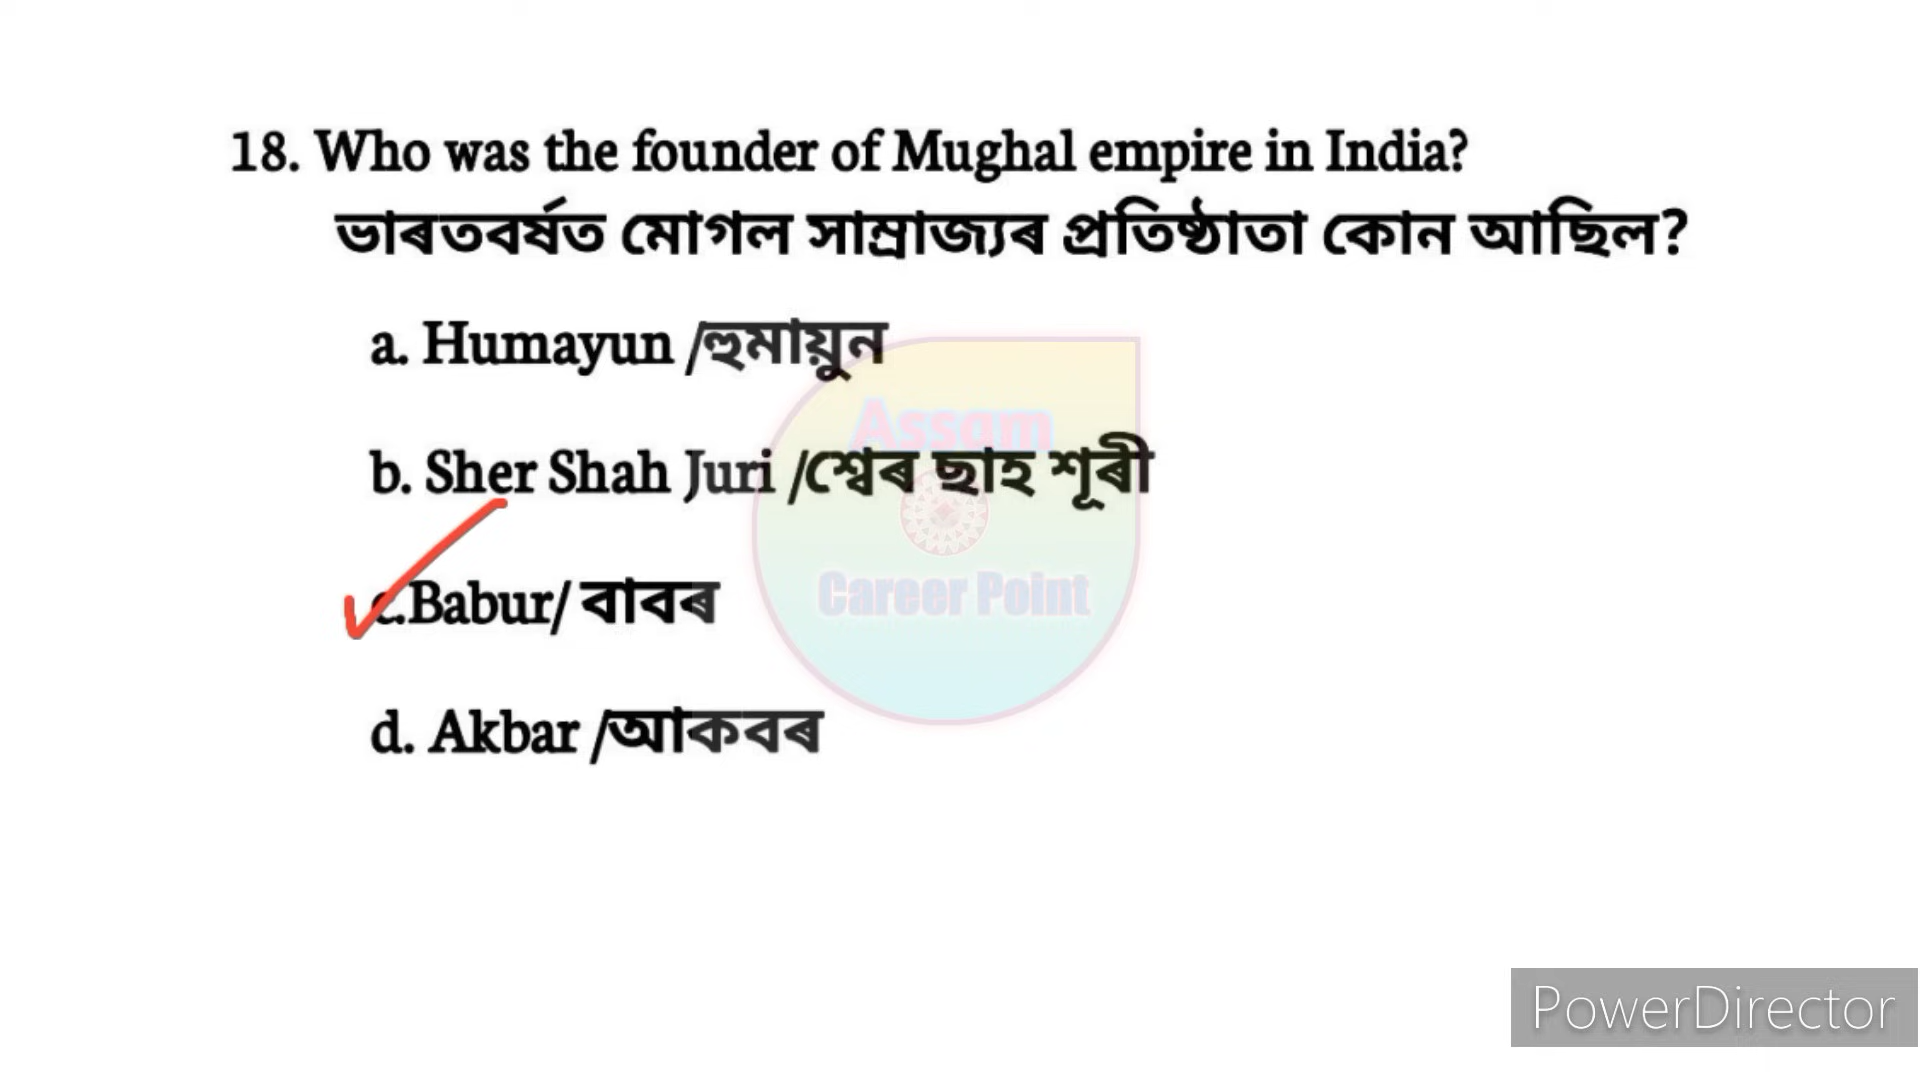 18. Who was the founder of Mughal empire in India?
ভাৰতবৰ্ষত মোগল সাম্ৰাজ্যৰ প্ৰতিষ্ঠাতা কোন আছিল?
a. Humayun /হুমায়ুন
Assam
b. Sher Shah Juri /শ্বেৰ ছাহ শূৰী
c.Babur/ বাবৰ
Career Point
d. Akbar /আকবৰ
PowerDirector